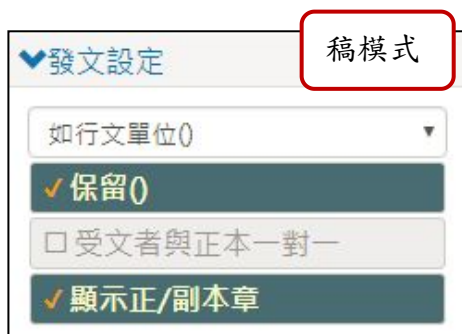 稿模式
發文設定
如行文單位()
保留()
受文者與正本一對一
顯示正/副本章